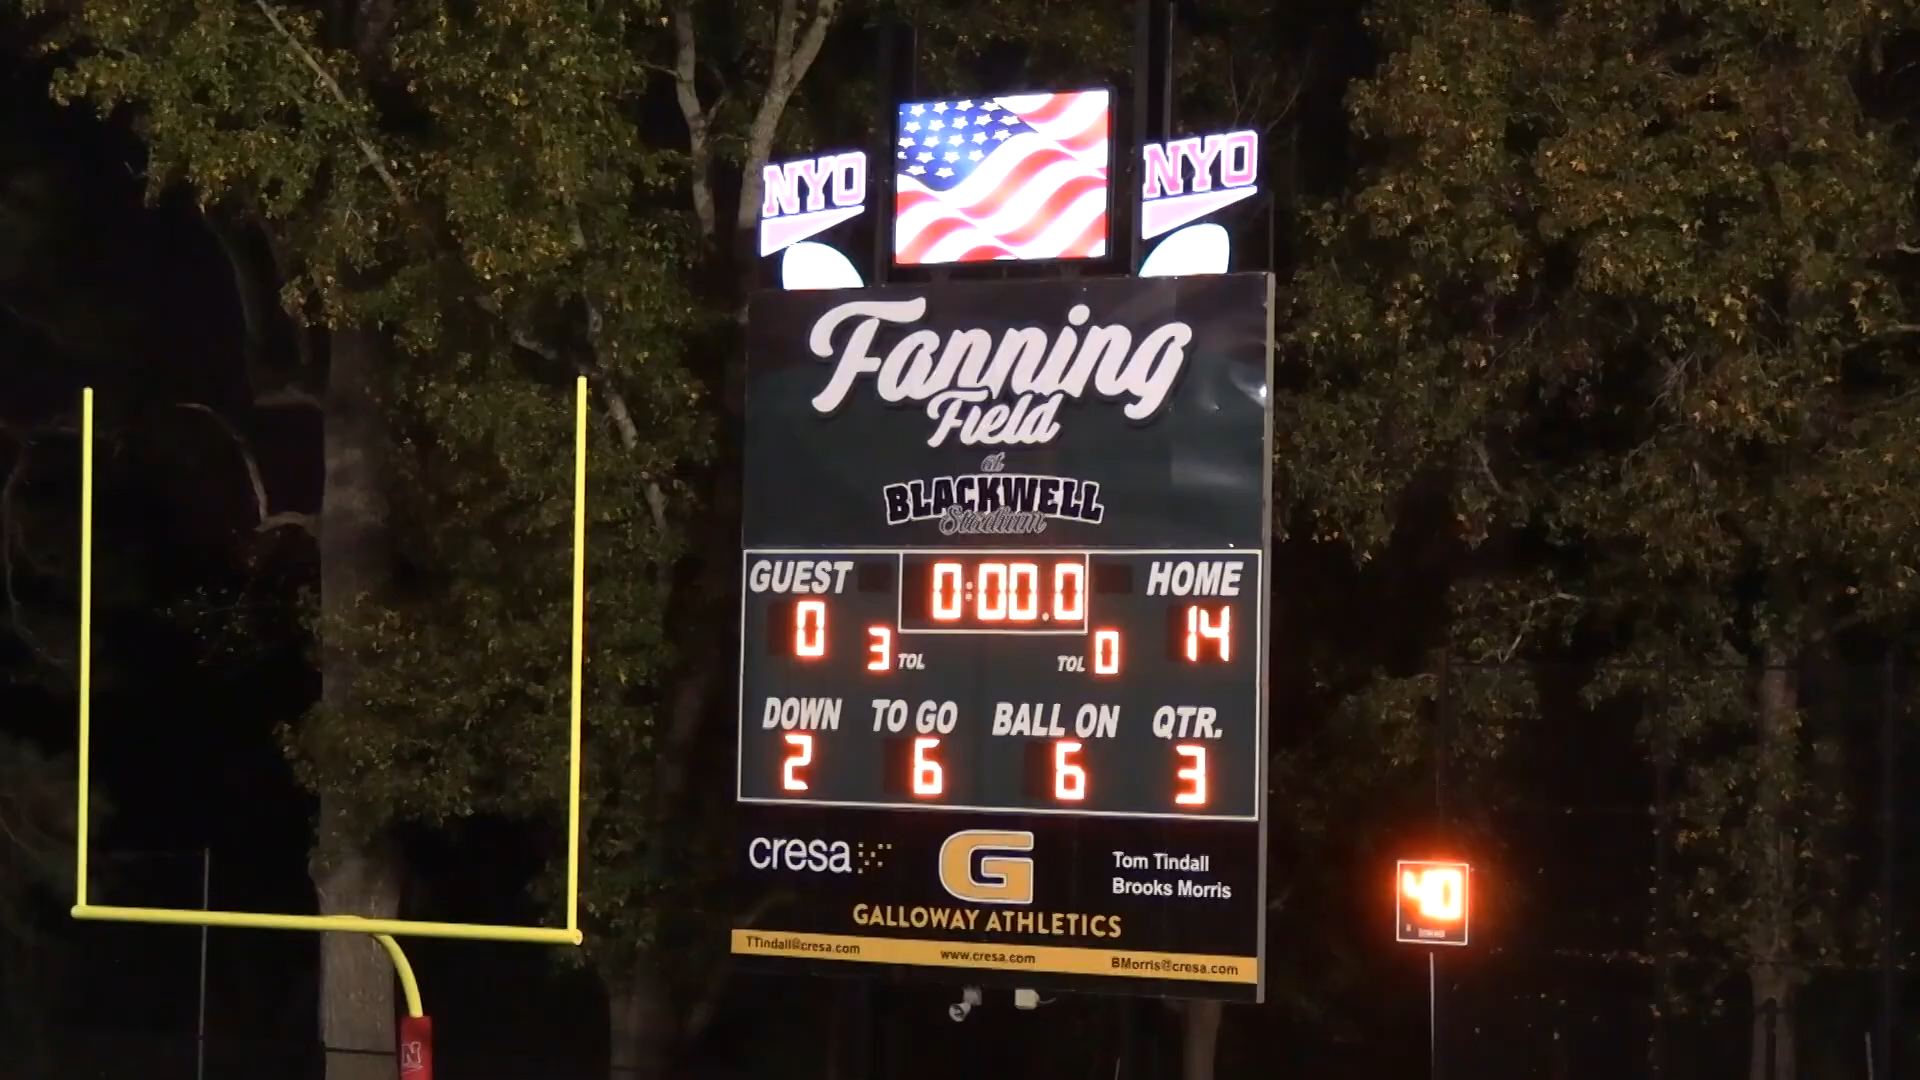 NYO
NYO
Fanning
Field
at
BLACKWELL
Stadium
GUEST 0:00.0 HOME
0 3 TOL TOL 0 14
DOWN TO GO BALL ON QTR.
2 6 6 3
cresa
G
Tom Tindall
Brooks Morris
GALLOWAY ATHLETICS
TTindall@cresa.com www.cresa.com BMorris@cresa.com
40
N